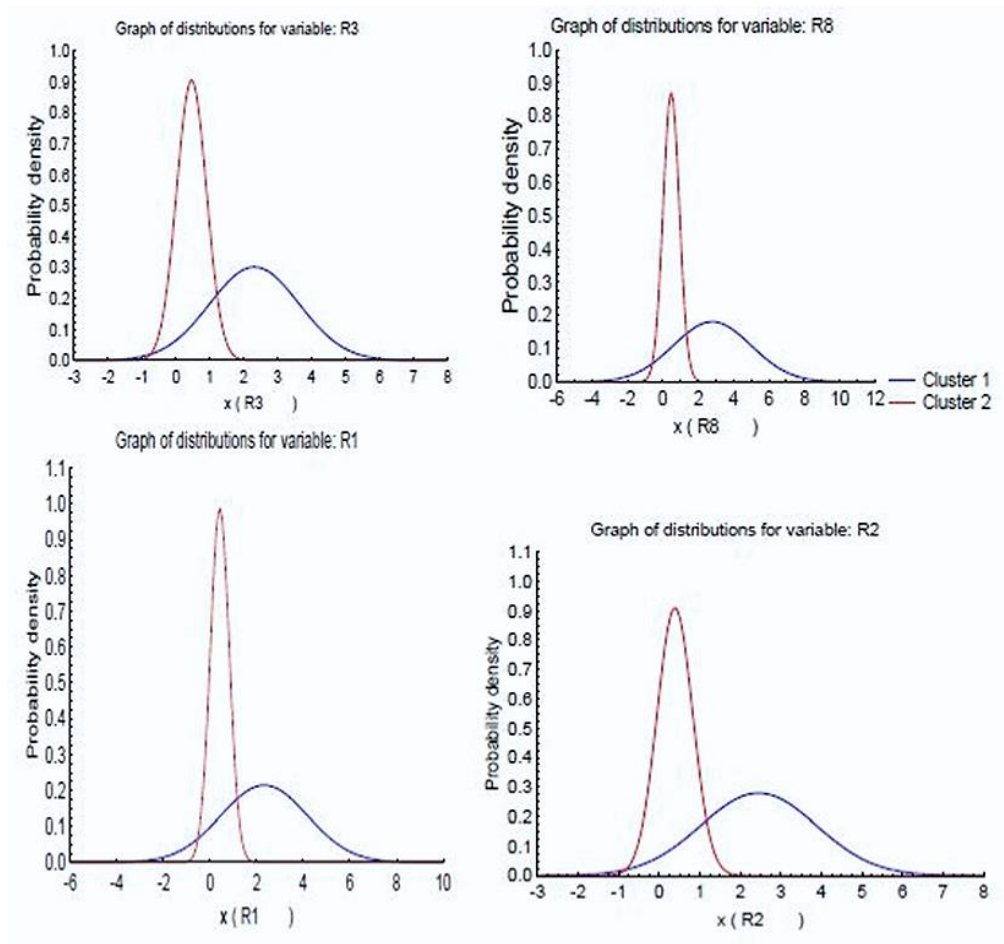 Graph of distributions for variable: R3
Probability density
1.0
0.9
0.8
0.7
0.6
0.5
0.4
0.3
0.2
0.1
0.0
-3 -2 -1 0 1 2 3 4 5 6 7 8
x ( R3 )
Graph of distributions for variable: R8
Probability density
1.0
0.9
0.8
0.7
0.6
0.5
0.4
0.3
0.2
0.1
0.0
-6 -4 -2 0 2 4 6 8 10 12
x ( R8 )
Cluster 1
Cluster 2
Graph of distributions for variable: R1
Probability density
1.1
1.0
0.9
0.8
0.7
0.6
0.5
0.4
0.3
0.2
0.1
0.0
-6 -4 -2 0 2 4 6 8 10
x ( R1 )
Graph of distributions for variable: R2
Probability density
1.1
1.0
0.9
0.8
0.7
0.6
0.5
0.4
0.3
0.2
0.1
0.0
-3 -2 -1 0 1 2 3 4 5 6 7 8
x ( R2 )